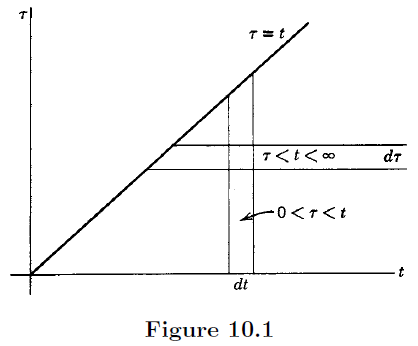 τ
τ = t
τ < t < ∞
dτ
0 < τ < t
t
dt
Figure 10.1